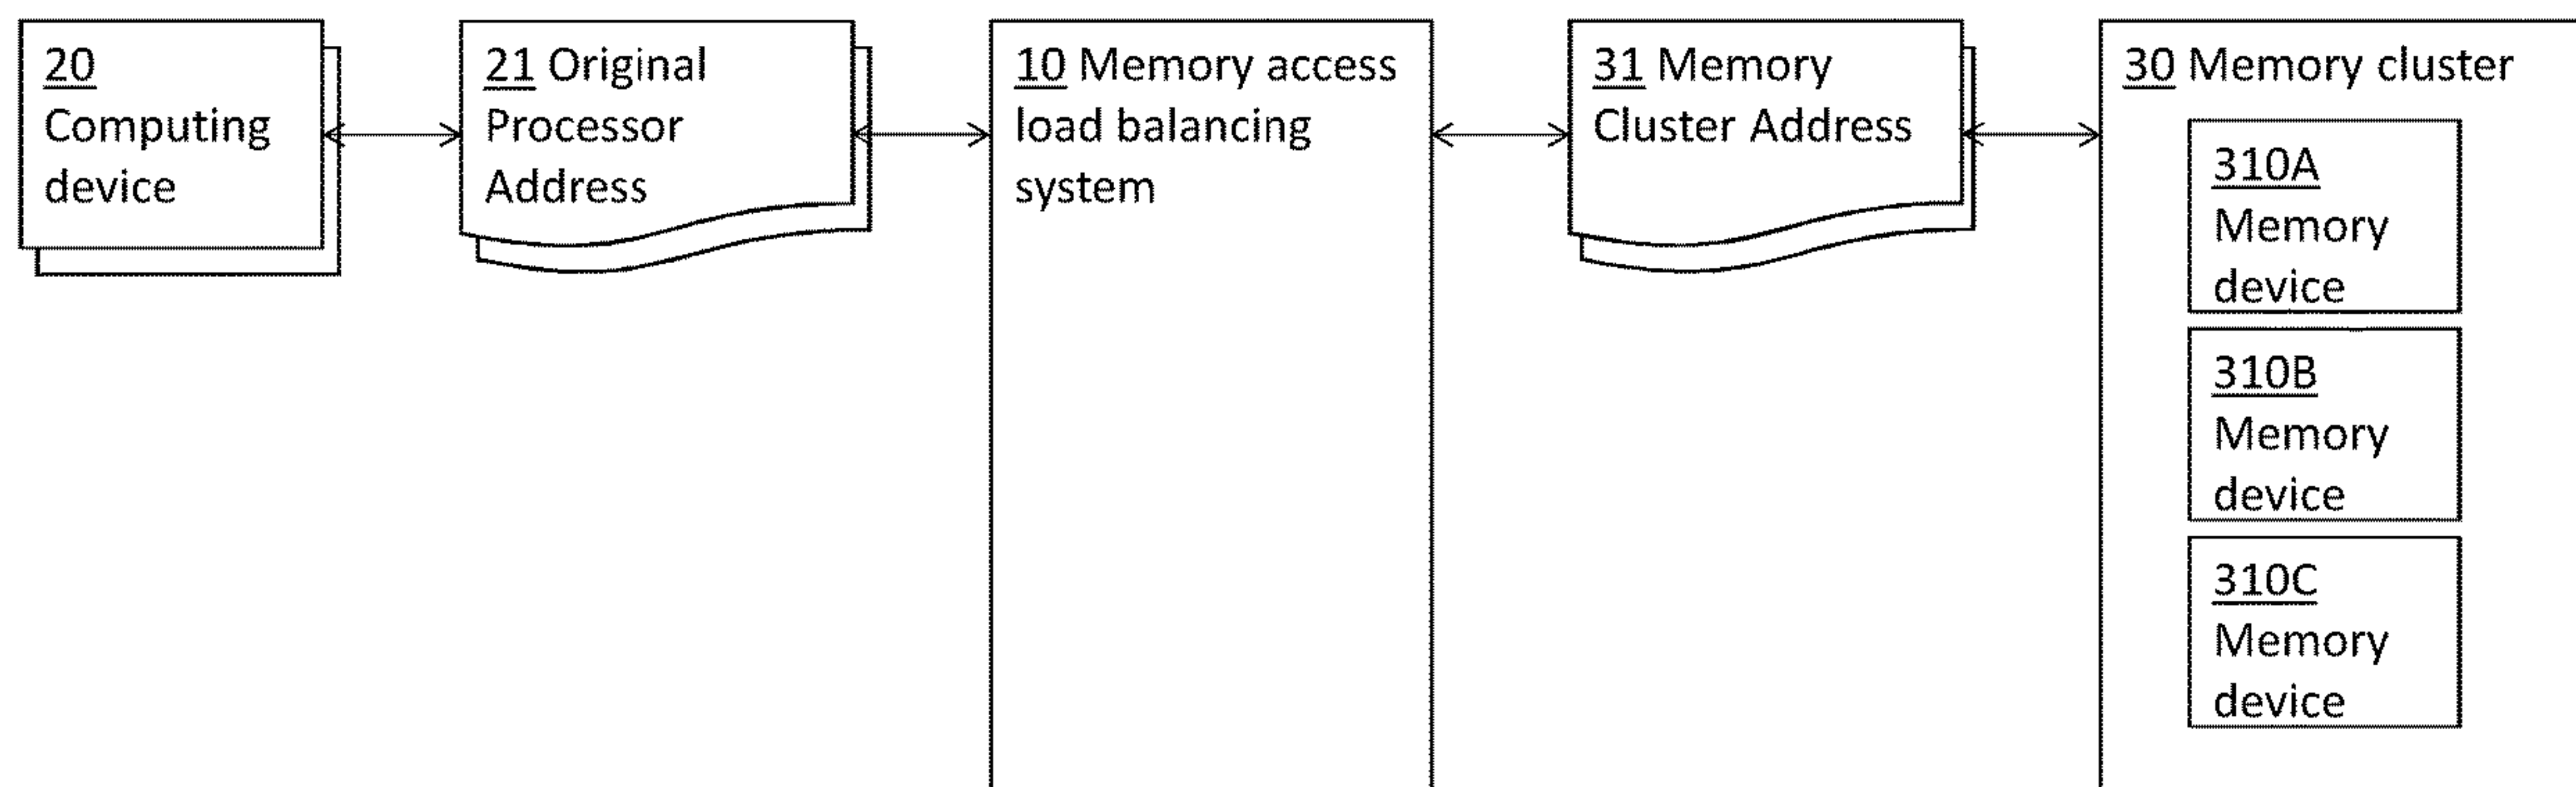 20
Computing
device
21 Original
Processor
Address
10 Memory access
load balancing
system
31 Memory
Cluster Address
30 Memory cluster
310A
Memory
device
310B
Memory
device
310C
Memory
device